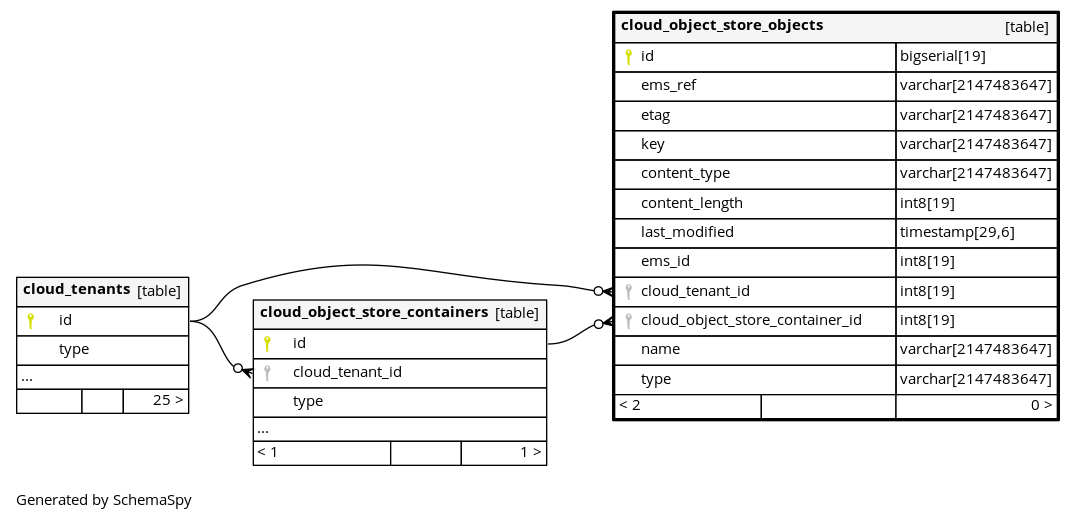 cloud_object_store_objects [table]
id bigserial[19]
ems_ref varchar[2147483647]
etag varchar[2147483647]
key varchar[2147483647]
content_type varchar[2147483647]
content_length int8[19]
last_modified timestamp[29,6]
ems_id int8[19]
cloud_tenant_id int8[19]
cloud_object_store_container_id int8[19]
name varchar[2147483647]
type varchar[2147483647]
< 2 0 >
cloud_tenants [table]
id
type
...
25 >
cloud_object_store_containers [table]
id
cloud_tenant_id
type
...
< 1 1 >
Generated by SchemaSpy